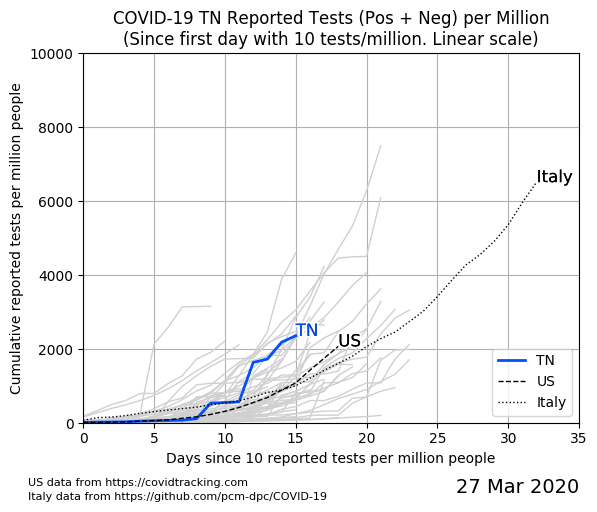 COVID-19 TN Reported Tests (Pos + Neg) per Million
(Since first day with 10 tests/million. Linear scale)
Cumulative reported tests per million people
10000
8000
6000
4000
2000
0
Italy
TN
US
TN
US
Italy
0 5 10 15 20 25 30 35
Days since 10 reported tests per million people
US data from https://covidtracking.com
Italy data from https://github.com/pcm-dpc/COVID-19
27 Mar 2020